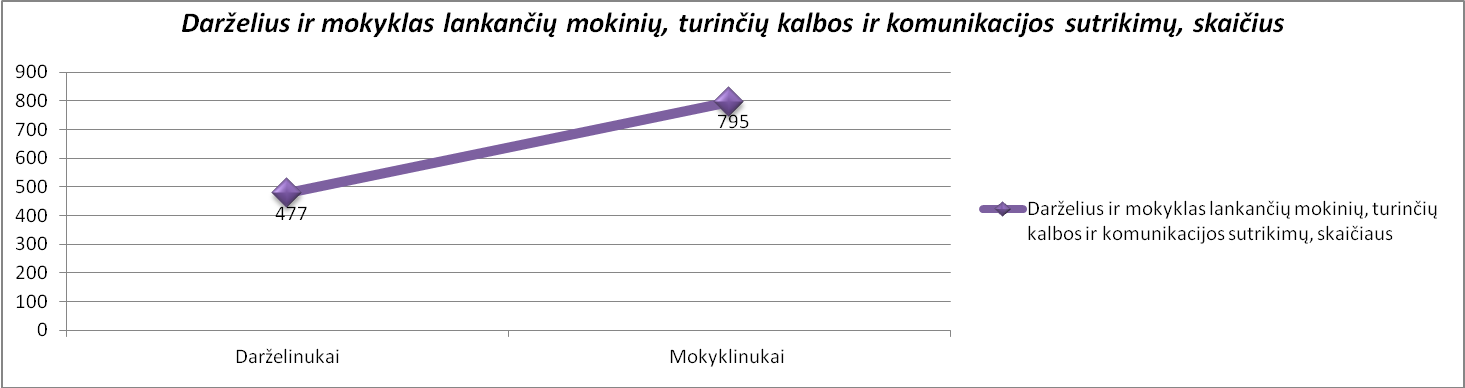 Darželius ir mokyklas lankančių mokinių, turinčių kalbos ir komunikacijos sutrikimų, skaičius
900
800
700
600
500
400
300
200
100
0
477
795
Darželinukai
Mokyklinukai
Darželius ir mokyklas lankančių mokinių, turinčių
kalbos ir komunikacijos sutrikimų, skaičiaus